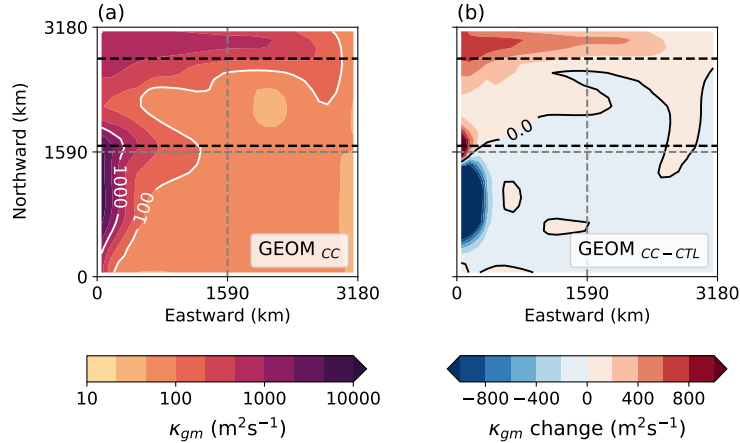 (a)
(b)
3180
1590
0
Northward (km)
1000
100
GEOM CC
0.0
GEOM CC−CTL
0 1590 3180
0 1590 3180
Eastward (km)
Eastward (km)
10 100 1000 10000
−800 −400 0 400 800
κgm (m²s⁻¹)
κgm change (m²s⁻¹)